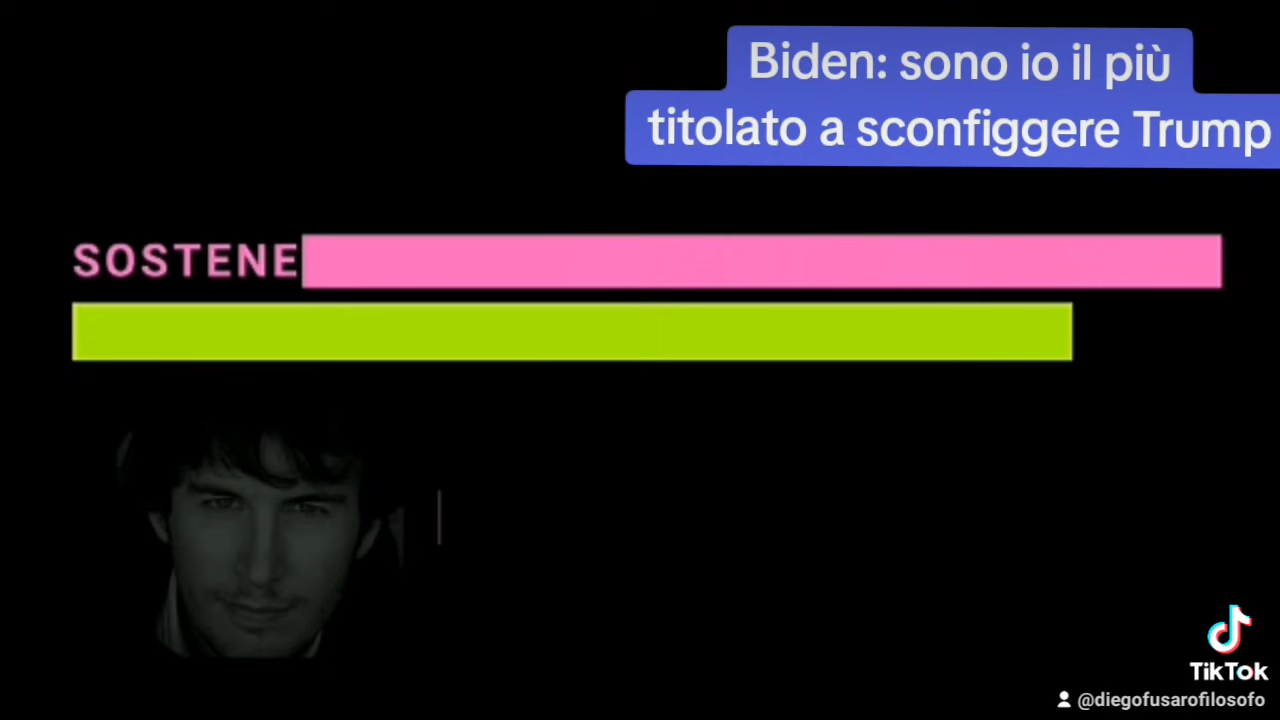 Biden: sono io il più
titolato a sconfiggere Trump
SOSTENE
TikTok
@diegofusarofilosofo